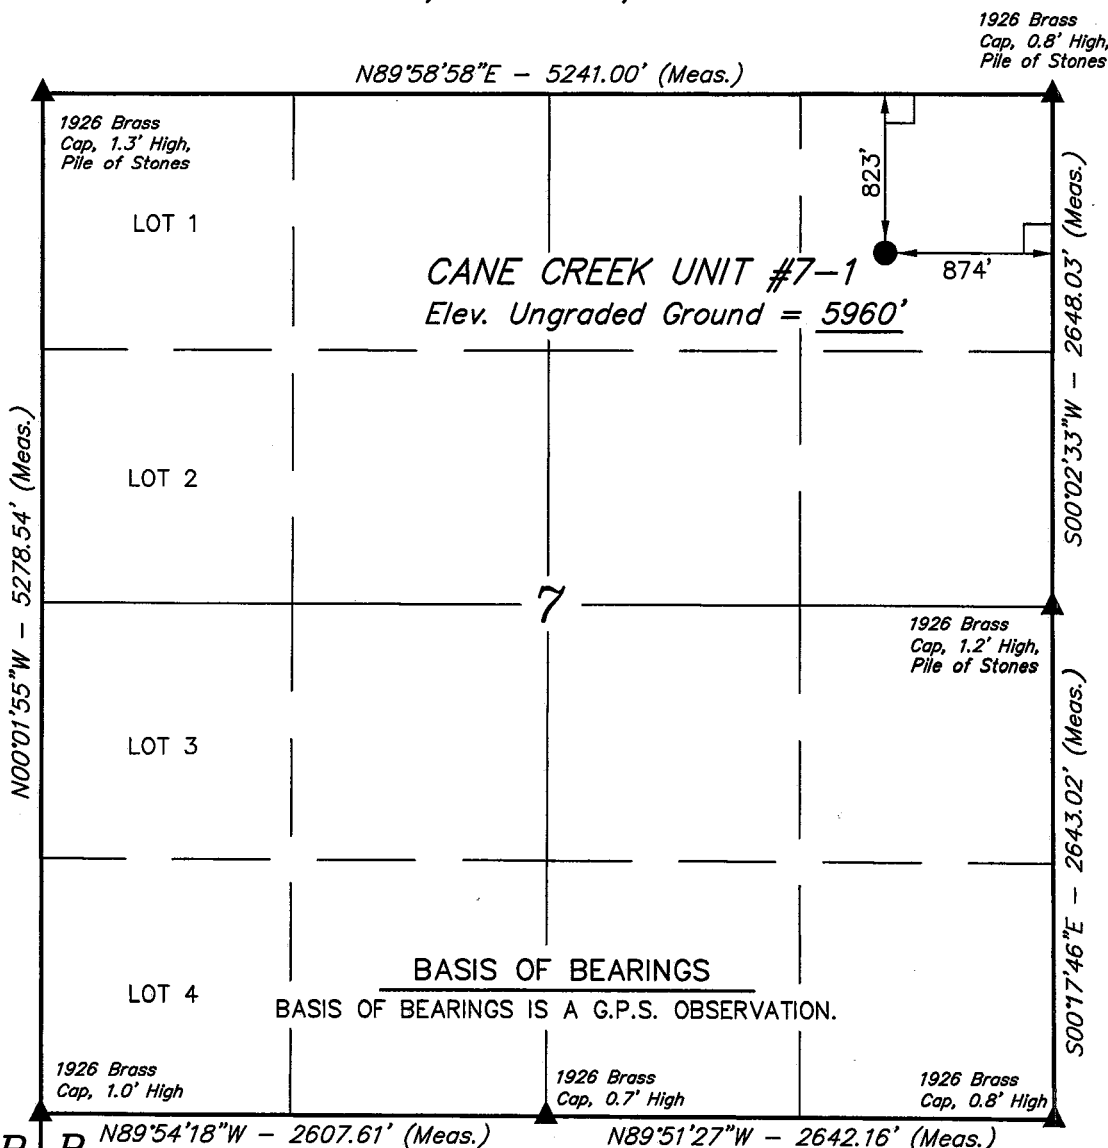 1926 Brass
Cap, 0.8' High,
Pile of Stones
N89°58'58"E – 5241.00' (Meas.)
1926 Brass
Cap, 1.3' High,
Pile of Stones
LOT 1
823'
874'
CANE CREEK UNIT #7–1
Elev. Ungraded Ground = 5960'
S00°02'33"W – 2648.03' (Meas.)
N00°01'55"W – 5278.54' (Meas.)
LOT 2
7
1926 Brass
Cap, 1.2' High,
Pile of Stones
LOT 3
S00°17'46"E – 2643.02' (Meas.)
BASIS OF BEARINGS
BASIS OF BEARINGS IS A G.P.S. OBSERVATION.
LOT 4
1926 Brass
Cap, 1.0' High
1926 Brass
Cap, 0.7' High
1926 Brass
Cap, 0.8' High
N89°54'18"W – 2607.61' (Meas.)
N89°51'27"W – 2642.16' (Meas.)